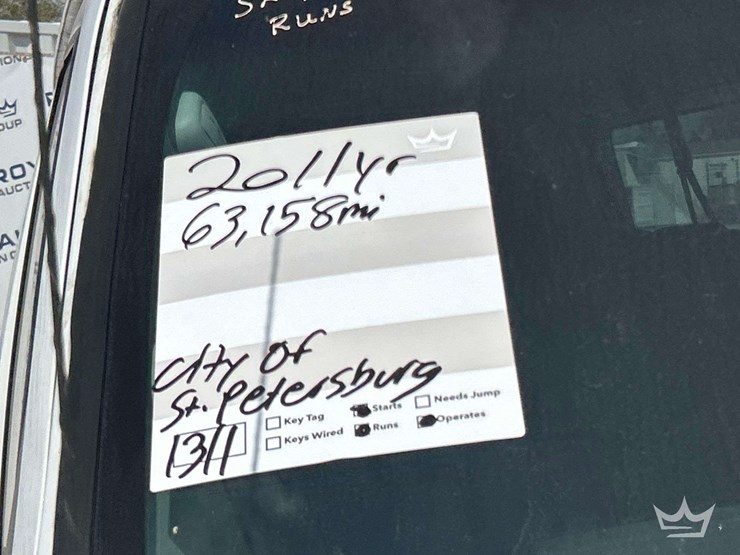 RUNS
2011yr
63,158mi
City of
St. Petersburg
1311
Key Tag
Starts
Needs Jump
Keys Wired
Runs
Operates